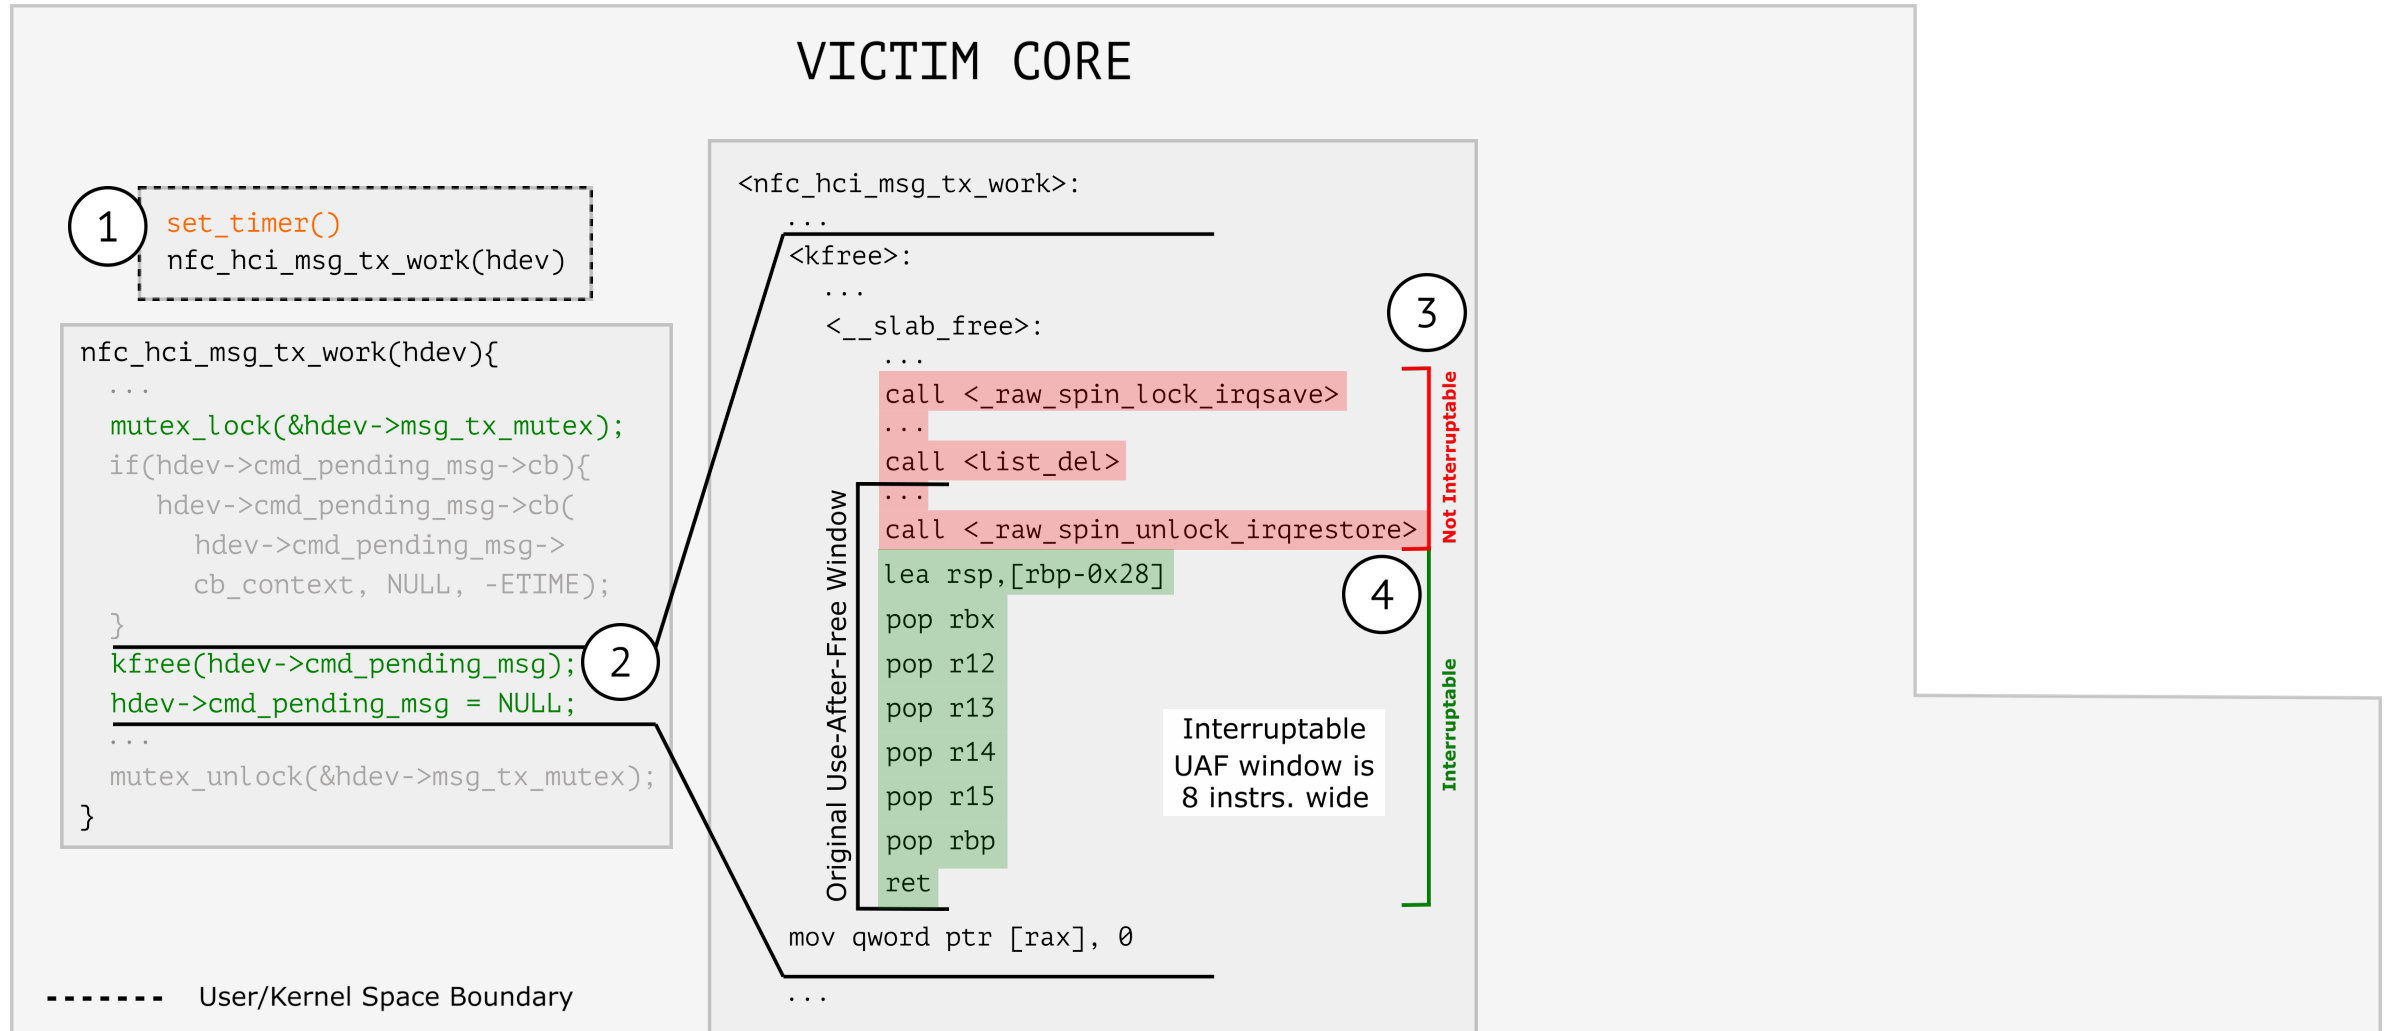 VICTIM CORE
1
set_timer()
nfc_hci_msg_tx_work(hdev)
nfc_hci_msg_tx_work(hdev){
...
mutex_lock(&hdev->msg_tx_mutex);
if(hdev->cmd_pending_msg->cb){
hdev->cmd_pending_msg->cb(
hdev->cmd_pending_msg->
cb_context, NULL, -ETIME);
}
kfree(hdev->cmd_pending_msg);
hdev->cmd_pending_msg = NULL;
...
mutex_unlock(&hdev->msg_tx_mutex);
}
2
User/Kernel Space Boundary
<nfc_hci_msg_tx_work>:
...
<kfree>:
...
<__slab_free>:
...
call <_raw_spin_lock_irqsave>
...
call <list_del>
...
call <_raw_spin_unlock_irqrestore>
lea rsp,[rbp-0x28]
pop rbx
pop r12
pop r13
pop r14
pop r15
pop rbp
ret
mov qword ptr [rax], 0
...
Original Use-After-Free Window
3
Not Interruptable
4
Interruptable
Interruptable
UAF window is
8 instrs. wide